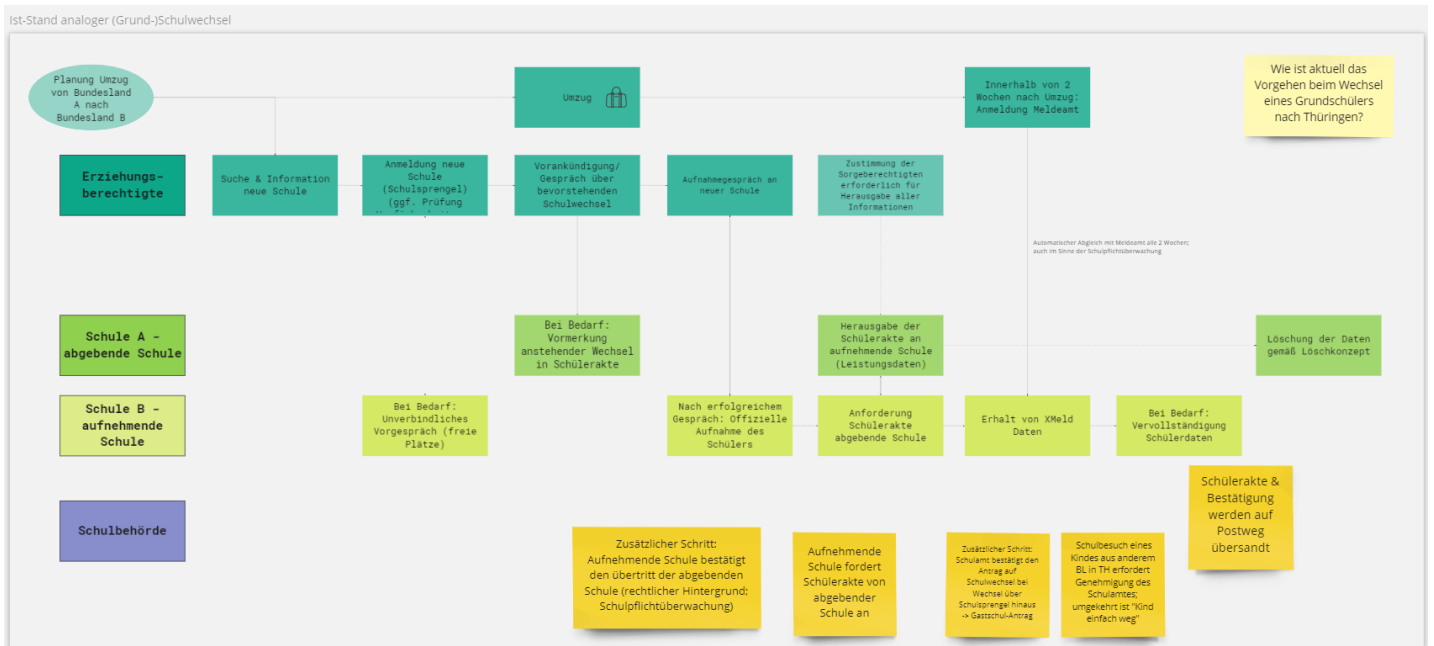 Ist-Stand analoger (Grund-)Schulwechsel
Planung Umzug
von Bundesland
A nach
Bundesland B
Umzug
Innerhalb von 2
Wochen nach Umzug:
Anmeldung Meldeamt
Wie ist aktuell das
Vorgehen beim Wechsel
eines Grundschülers
nach Thüringen?
Erziehungs-
berechtigte
Suche & Information
neue Schule
Anmeldung neue
Schule
(Schulsprengel)
(ggf. Prüfung
Vorankündigung/
Gespräch über
bevorstehenden
Schulwechsel
Aufnahmegespräch an
neuer Schule
Zustimmung der
Sorgeberechtigten
erforderlich für
Herausgabe aller
Informationen
Automatischer Abgleich mit Meldeamt alle 2 Wochen;
auch im Sinne der Schulpflichtüberwachung
Schule A -
abgebende Schule
Bei Bedarf:
Vormerkung
anstehender Wechsel
in Schülerakte
Herausgabe der
Schülerakte an
aufnehmende Schule
(Leistungsdaten)
Löschung der Daten
gemäß Löschkonzept
Schule B -
aufnehmende
Schule
Bei Bedarf:
Unverbindliches
Vorgespräch (freie
Plätze)
Nach erfolgreichem
Gespräch: Offizielle
Aufnahme des
Schülers
Anforderung
Schülerakte
abgebende Schule
Erhalt von XMeld
Daten
Bei Bedarf:
Vervollständigung
Schülerdaten
Schulbehörde
Zusätzlicher Schritt:
Aufnehmende Schule bestätigt
den übertritt der abgebenden
Schule (rechtlicher Hintergrund:
Schulpflichtüberwachung)
Aufnehmende
Schule fordert
Schülerakte von
abgebender
Schule an
Zusätzlicher Schritt:
Schulamt bestätigt den
Antrag auf
Schulwechsel bei
Wechsel über
Schulsprengel hinaus
-> Gastschul-Antrag
Schulbesuch eines
Kindes aus anderem
BL in TH erfordert
Genehmigung des
Schulamtes;
umgekehrt ist "Kind
einfach weg"
Schülerakte &
Bestätigung
werden auf
Postweg
übersandt